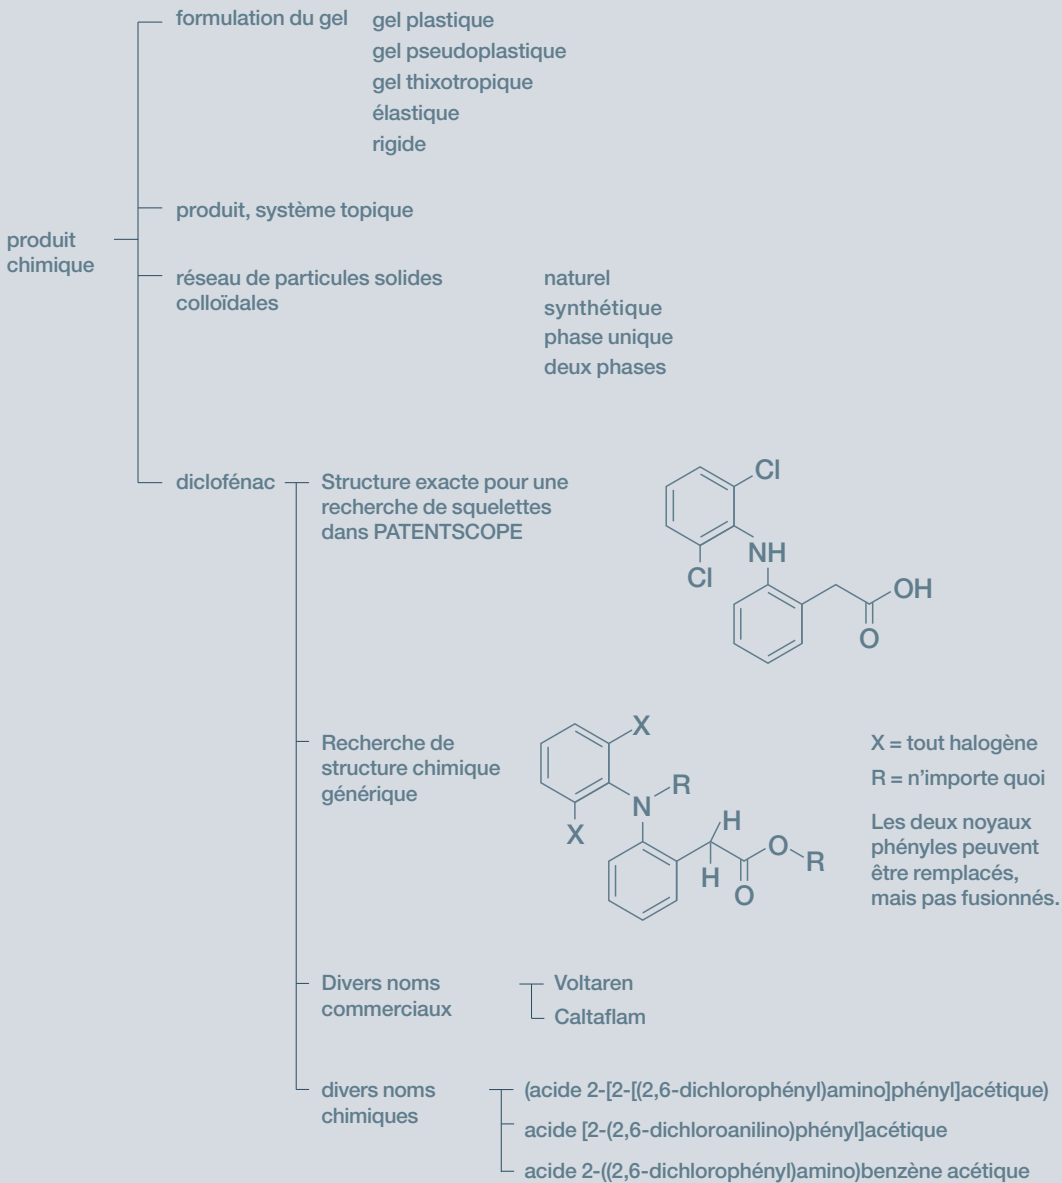 formulation du gel
gel plastique
gel pseudoplastique
gel thixotropique
élastique
rigide
produit, système topique
produit
chimique
réseau de particules solides
colloïdales
naturel
synthétique
phase unique
deux phases
diclofénac
Structure exacte pour une
recherche de squelettes
dans PATENTSCOPE
Cl
Cl
NH
OH
O
Recherche de
structure chimique
générique
X
X
N
R
H
H
O
O
R
X = tout halogène
R = n’importe quoi
Les deux noyaux
phényles peuvent
être remplacés,
mais pas fusionnés.
Divers noms
commerciaux
Voltaren
Caltaflam
divers noms
chimiques
(acide 2-[2-[(2,6-dichlorophényl)amino]phényl]acétique)
acide [2-(2,6-dichloroanilino)phényl]acétique
acide 2-((2,6-dichlorophényl)amino)benzène acétique